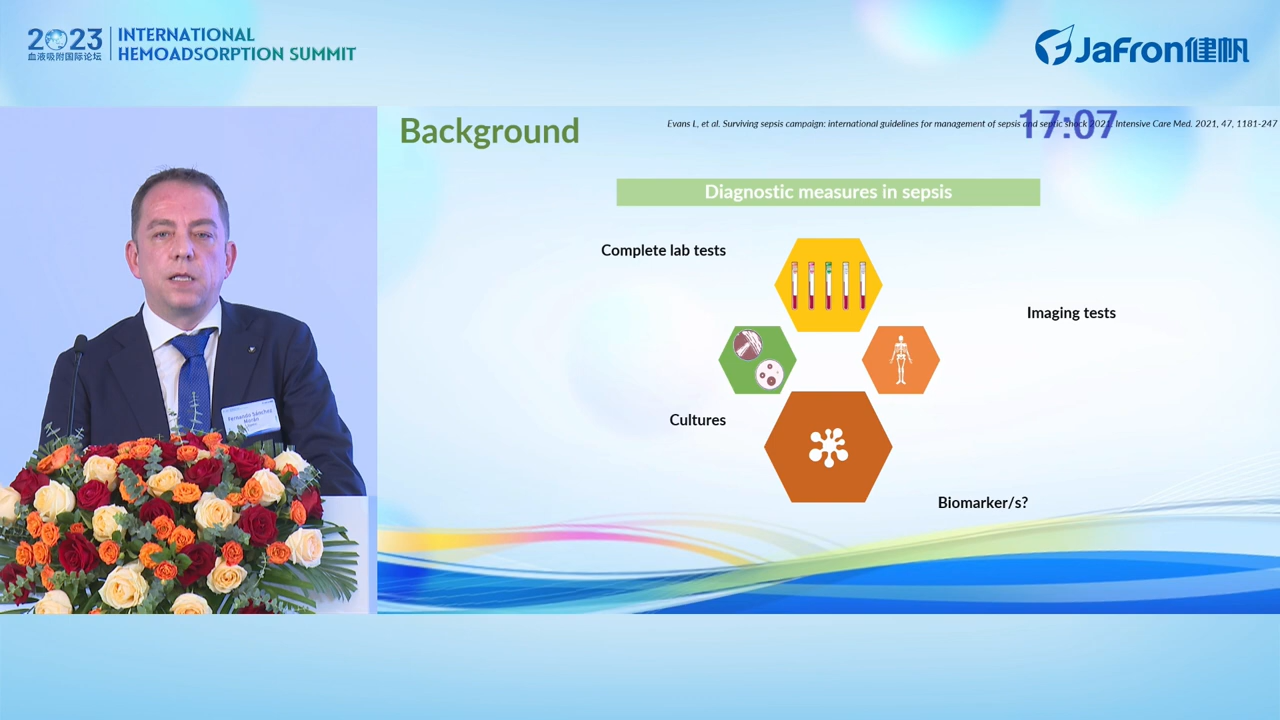 2023
血液吸附国际论坛
INTERNATIONAL
HEMOADSORPTION SUMMIT
Jafron健帆
Background
Evans L, et al. Surviving sepsis campaign: international guidelines for management of sepsis and septic shock 2021. Intensive Care Med. 2021, 47, 1181-247
17:07
Diagnostic measures in sepsis
Complete lab tests
Imaging tests
Cultures
Biomarker/s?
Fernando Sánchez
Morán